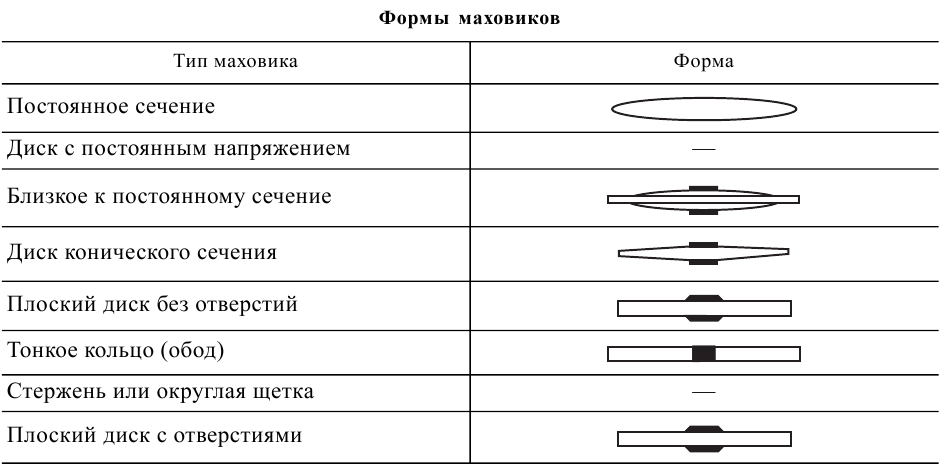 Формы маховиков
Тип маховика Форма
Постоянное сечение
Диск с постоянным напряжением —
Близкое к постоянному сечение
Диск конического сечения
Плоский диск без отверстий
Тонкое кольцо (обод)
Стержень или округлая щетка —
Плоский диск с отверстиями